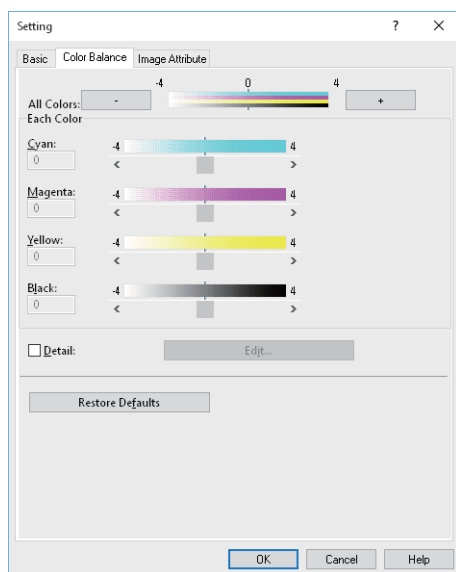 Setting ? ×
Basic Color Balance Image Attribute
-4 0 4
All Colors: - +
Each Color
Cyan:
-4 4
0
< >
Magenta:
-4 4
0
< >
Yellow:
-4 4
0
< >
Black:
-4 4
0
< >
Detail: Edit...
Restore Defaults
OK Cancel Help